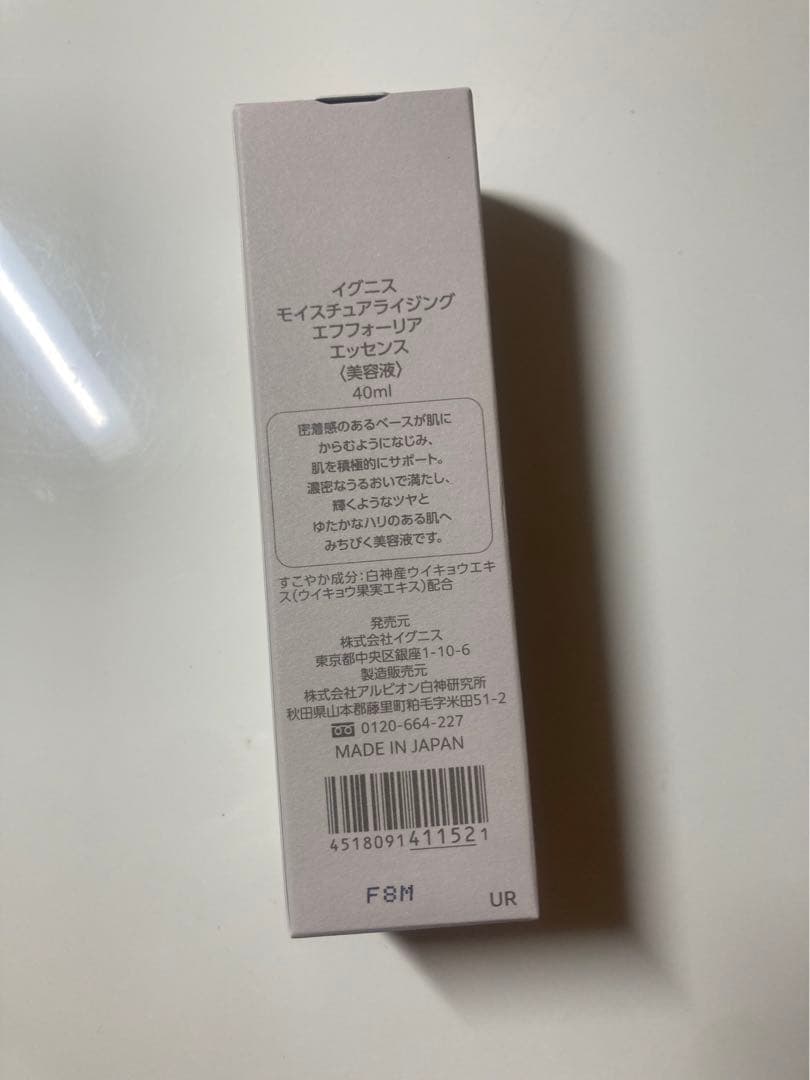 イグニス
モイスチュアライジング
エフフォーリア
エッセンス
〈美容液〉
40ml
密着感のあるベースが肌に
からむようになじみ、
肌を積極的にサポート。
濃密なうるおいで満たし、
輝くようなツヤと
ゆたかなハリのある肌へ
みちびく美容液です。
すこやか成分：白神産ウイキョウエキ
ス(ウイキョウ果実エキス)配合
発売元
株式会社イグニス
東京都中央区銀座1-10-6
製造販売元
株式会社アルビオン白神研究所
秋田県山本郡藤里町粕毛字米田51-2
0120-664-227
MADE IN JAPAN
4518091411521
F8M
UR